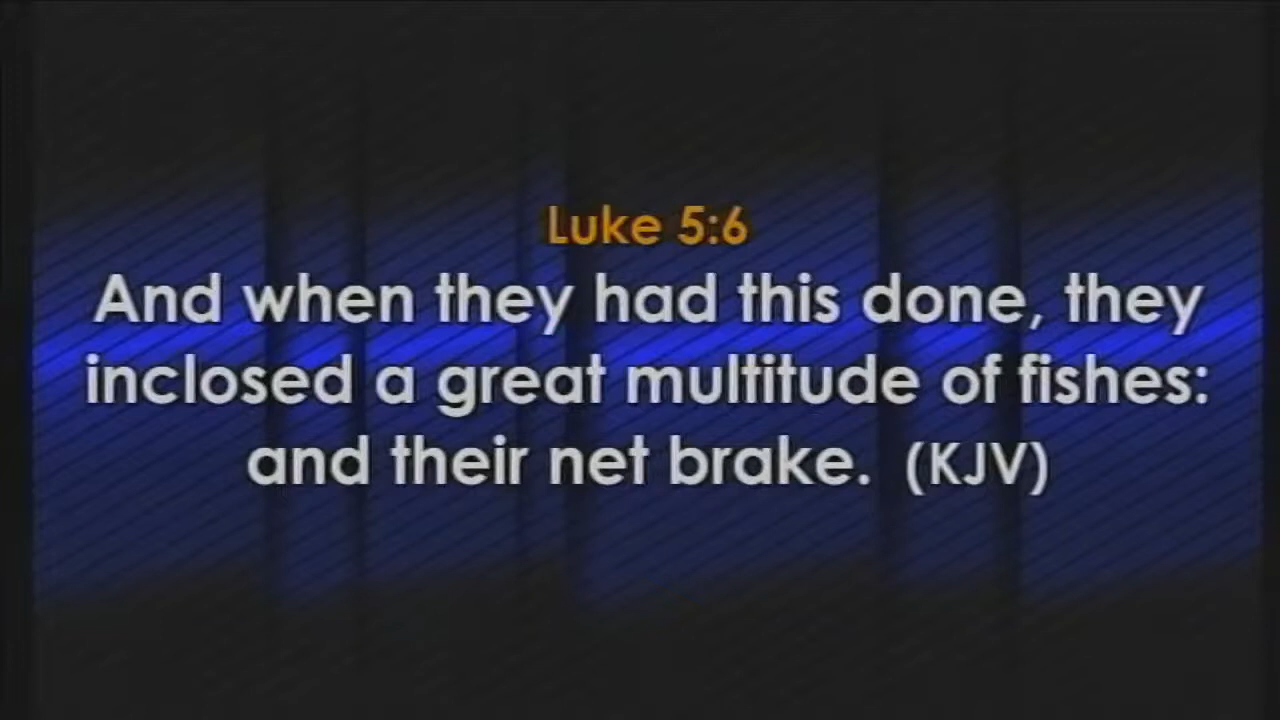 Luke 5:6
And when they had this done, they
inclosed a great multitude of fishes:
and their net brake. (KJV)